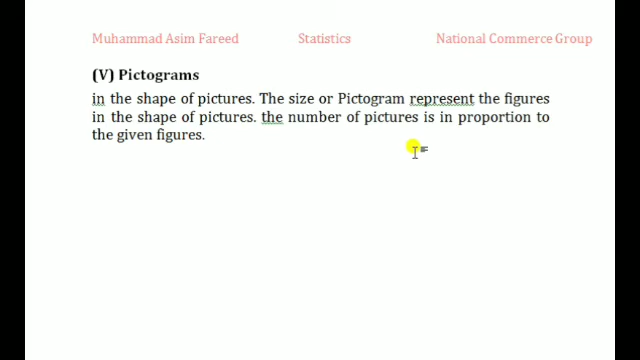 Muhammad Asim Fareed Statistics National Commerce Group
(V) Pictograms
in the shape of pictures. The size or Pictogram represent the figures
in the shape of pictures. the number of pictures is in proportion to
the given figures.